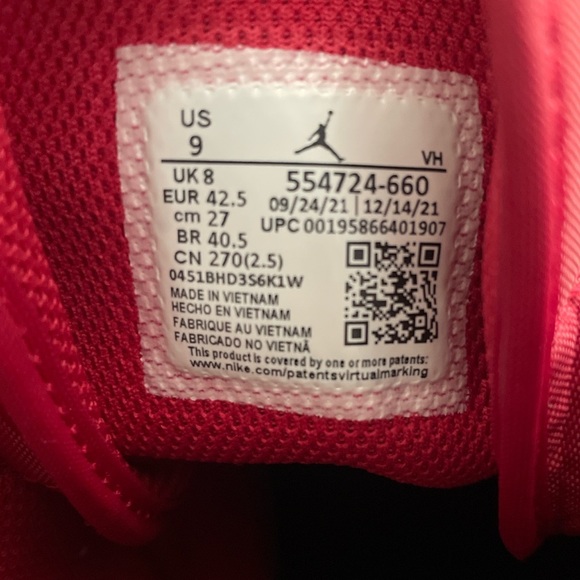 US
9
VH
UK 8
554724-660
EUR 42.5
09/24/21 | 12/14/21
cm 27
UPC 00195866401907
BR 40.5
CN 270(2.5)
0451BHD3S6K1W
MADE IN VIETNAM
HECHO EN VIETNAM
FABRIQUE AU VIETNAM
FABRICADO NO VIETNÃ
This product is covered by one or more patents:
www.nike.com/patentsvirtualmarking